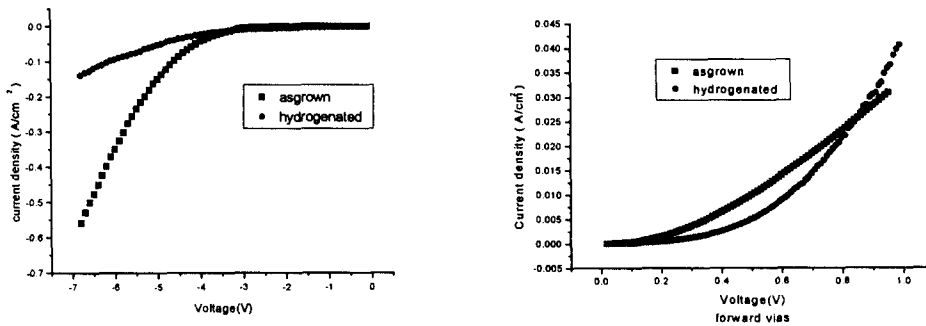 0.0
-0.1
-0.2
-0.3
-0.4
-0.5
-0.6
-0.7
current density ( A/cm 2 )
asgrown
hydrogenated
-7 -6 -5 -4 -3 -2 -1 0
Voltage(V)
0.045
0.040
0.035
0.030
0.025
0.020
0.015
0.010
0.005
0.000
-0.005
Current density ( A/cm2)
asgrown
hydrogenated
0.0 0.2 0.4 0.6 0.8 1.0
Voltage(V)
forward vias